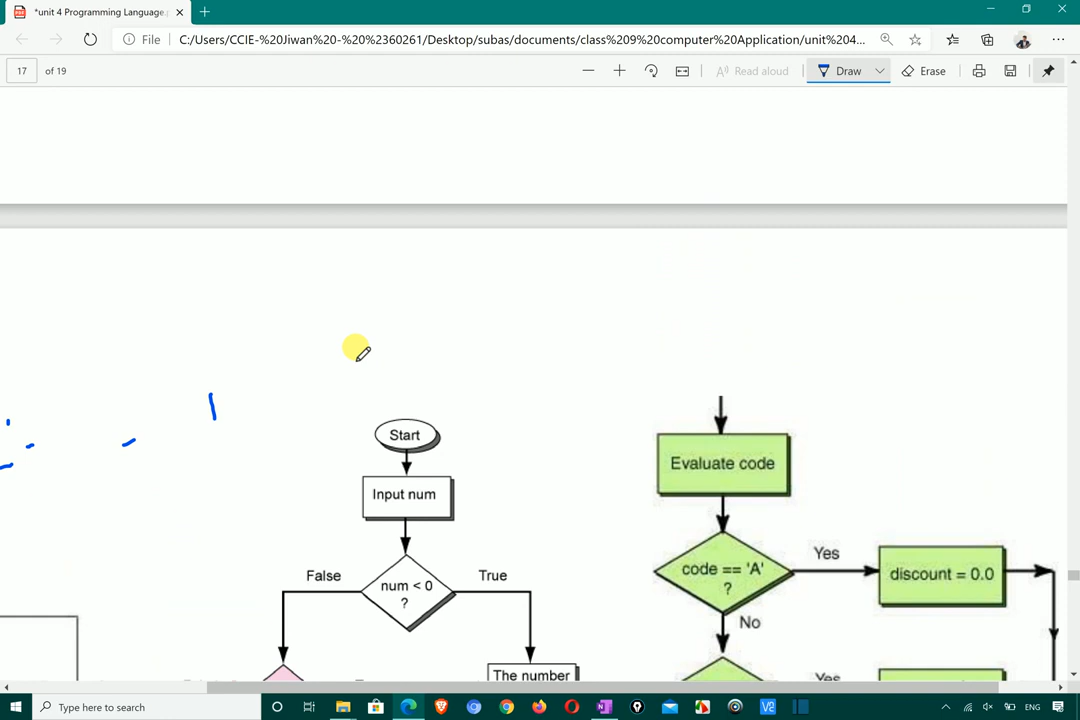 *unit 4 Programming Language.
File
C:/Users/CCIE-%20Jiwan%20-%20%2360261/Desktop/subas/documents/class%209%20computer%20Application/unit%204...
17 of 19
Read aloud
Draw
Erase
Start
Input num
False
num < 0
?
True
The number
Evaluate code
code == 'A'
?
Yes
discount = 0.0
No
Yes
Type here to search
ENG